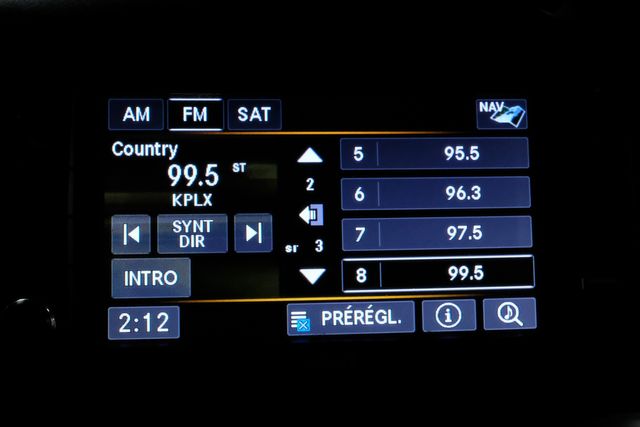 AM FM SAT NAV
Country
99.5 ST
KPLX
SYNT
DIR
INTRO
2:12
2
3
5 95.5
6 96.3
7 97.5
8 99.5
PRÉRÉGL.